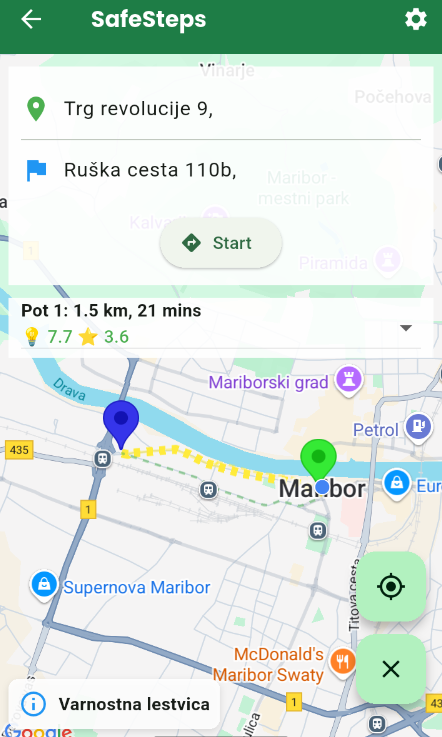 SafeSteps
Vinarje
Trg revolucije 9,
Počehova
Ruška cesta 110b,
Maribor -
mestni park
Start
Piramida
Pot 1: 1.5 km, 21 mins
7.7 3.6
Mariborski grad
Drava
Petrol
435
Maribor
1
Supernova Maribor
Titova cesta
McDonald's
Maribor Swaty
1
Varnostna lestvica
Google